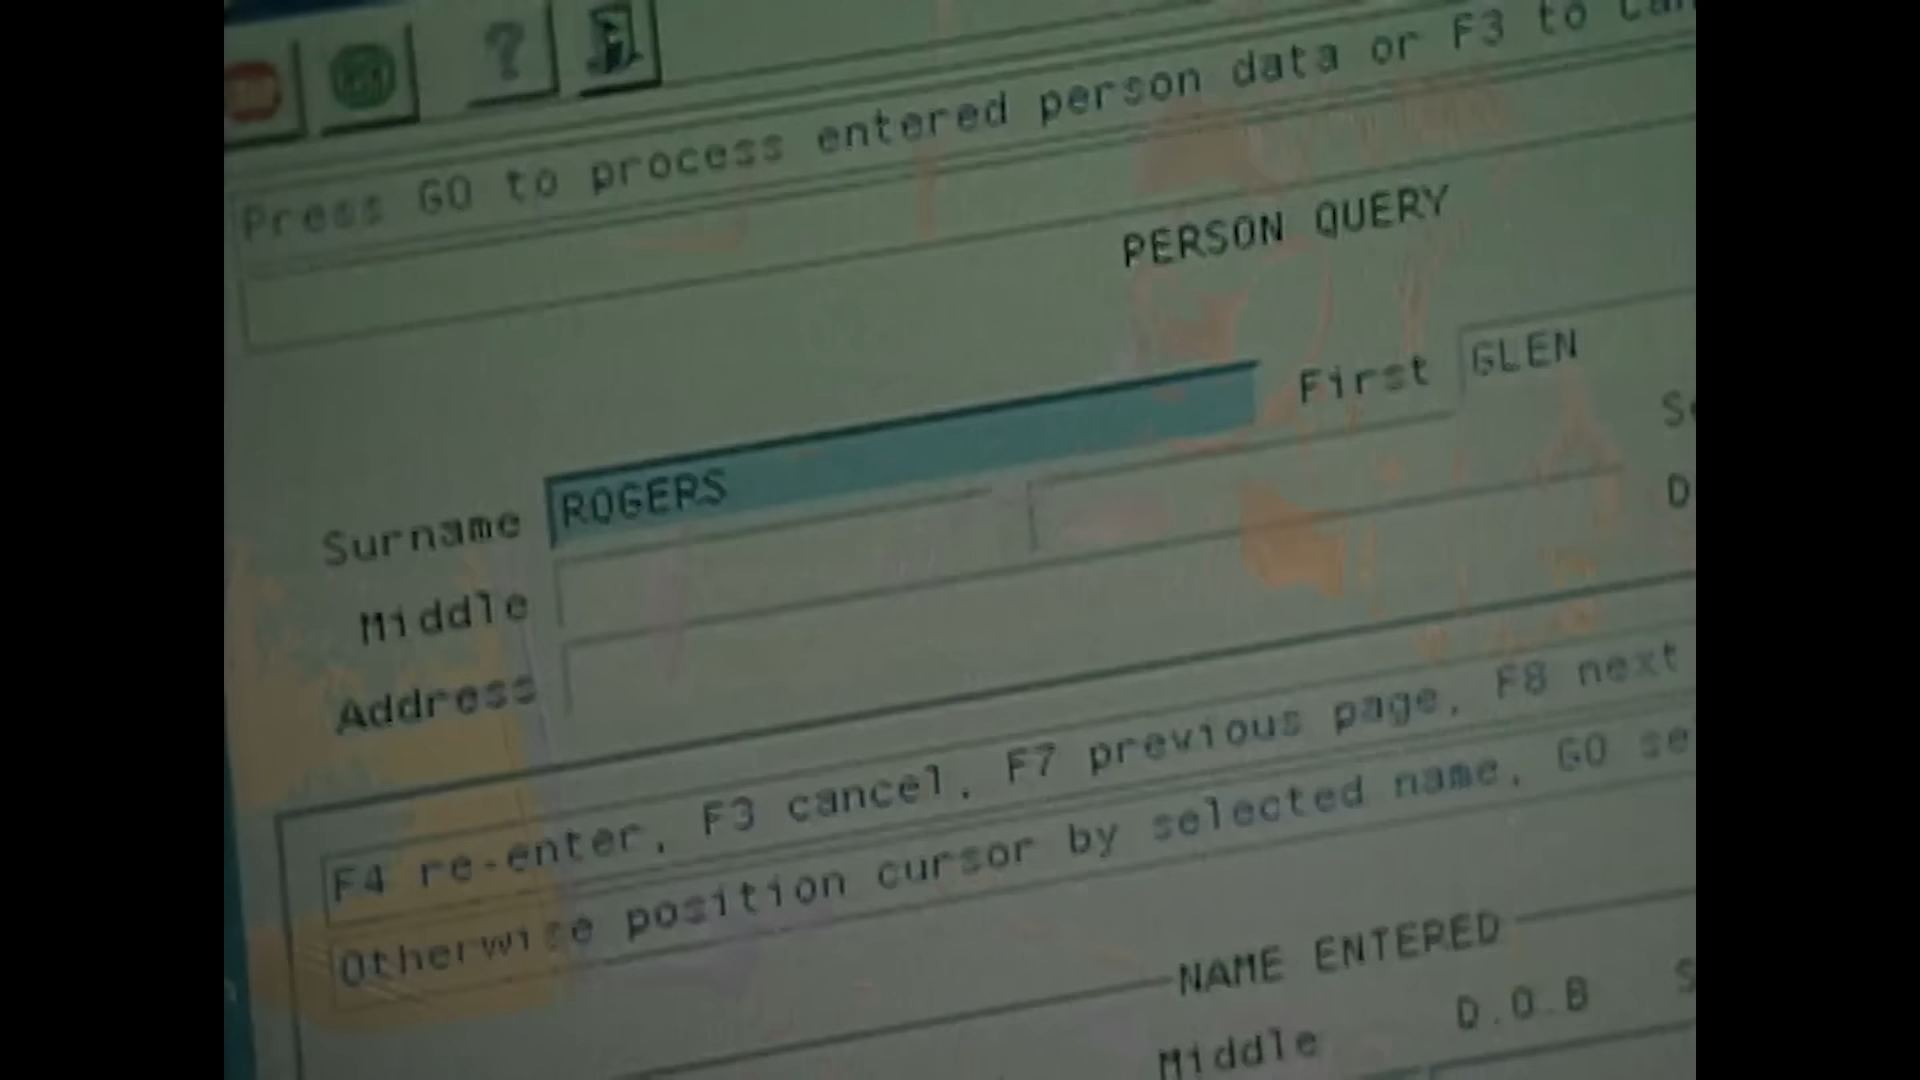 GO ?
Press GO to process entered person data or F3 to
PERSON QUERY
Surname ROGERS First GLEN
Middle
Address
F4 re-enter, F3 cancel, F7 previous page, F8 next
Otherwise position cursor by selected name, GO se
NAME ENTERED
Middle D.O.B S